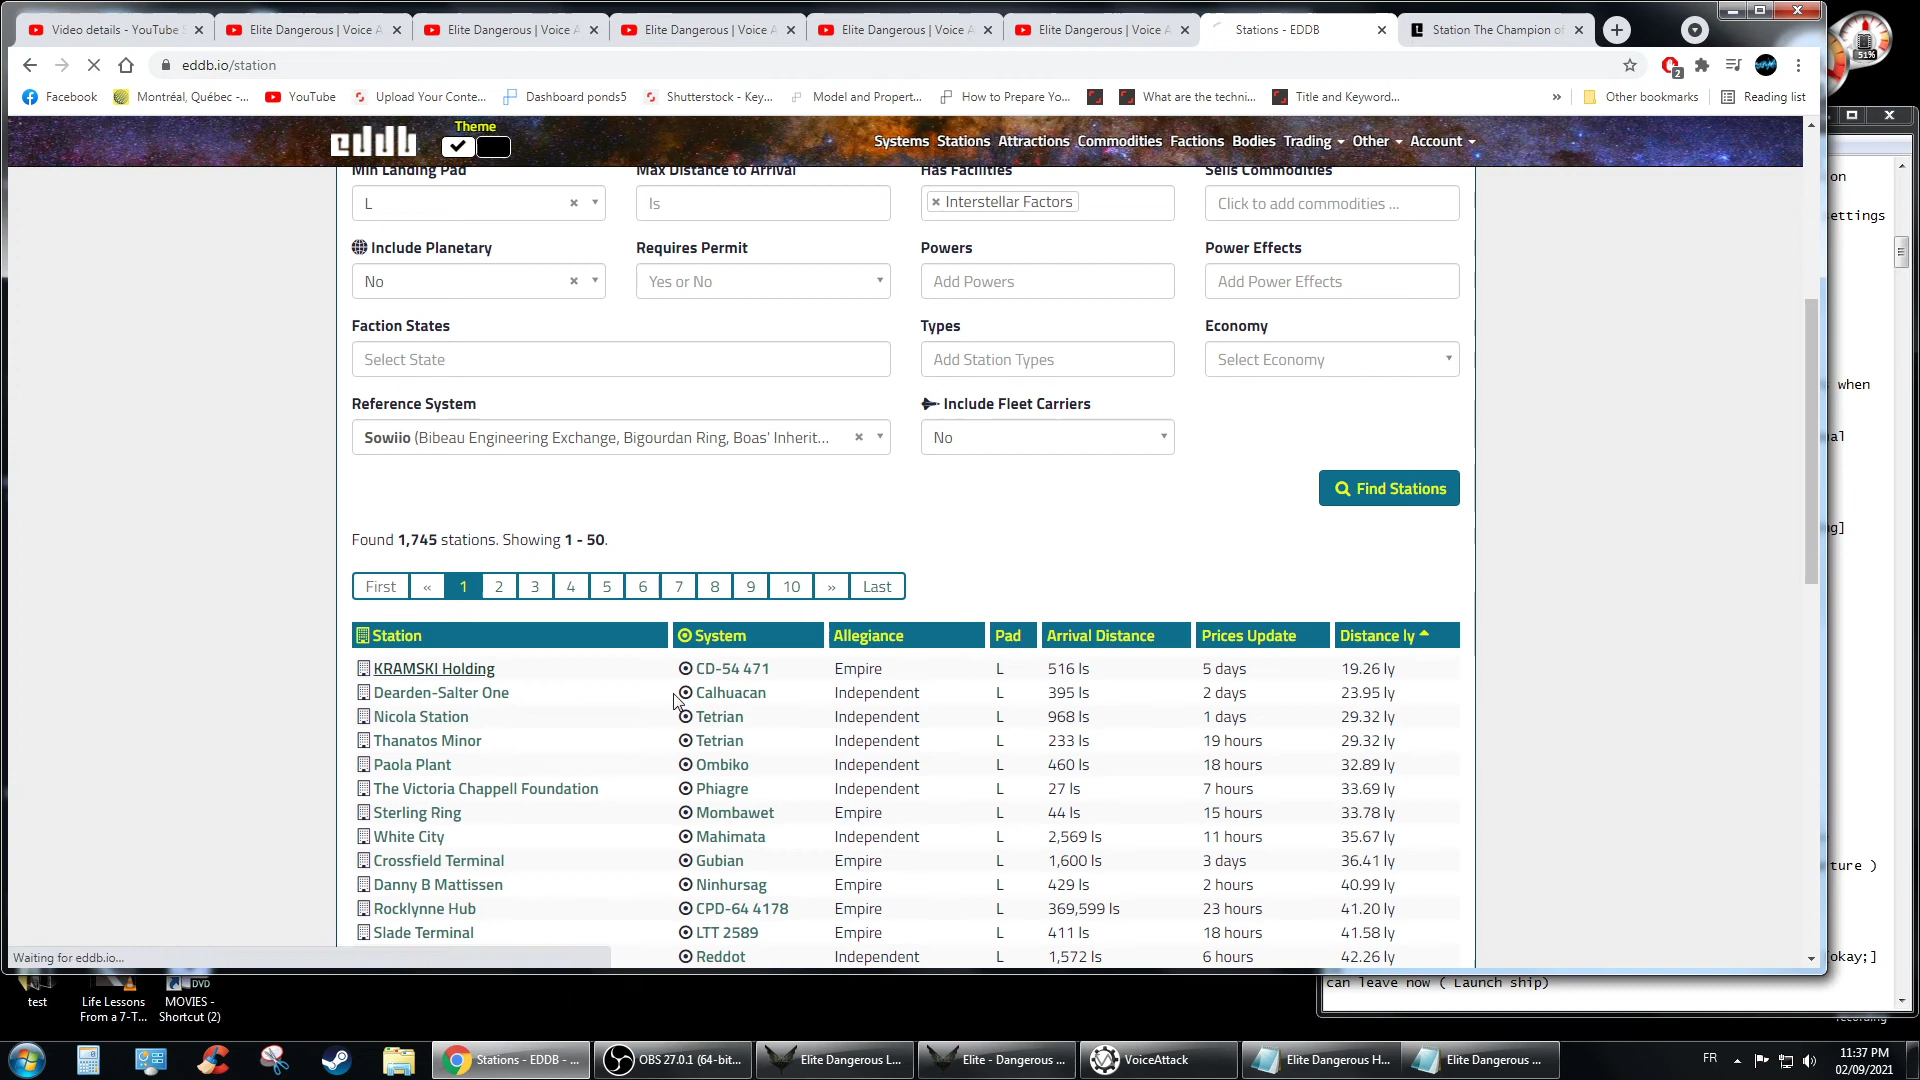 Video details - YouTube S
Elite Dangerous | Voice A
Elite Dangerous | Voice A
Elite Dangerous | Voice A
Elite Dangerous | Voice A
Elite Dangerous | Voice A
Stations - EDDB
Station The Champion of
eddb.io/station
51%
2
Facebook
Montréal, Québec -...
YouTube
Upload Your Conte...
Dashboard ponds5
Shutterstock - Key...
Model and Propert...
How to Prepare Yo...
What are the techni...
Title and Keyword...
»
Other bookmarks
Reading list
eddb
Theme
Systems Stations Attractions Commodities Factions Bodies Trading Other Account
Min Landing Pad
Max Distance to Arrival
Has Facilities
Sells Commodities
L
ls
× Interstellar Factors
Click to add commodities ...
Include Planetary
Requires Permit
Powers
Power Effects
No
Yes or No
Add Powers
Add Power Effects
Faction States
Types
Economy
Select State
Add Station Types
Select Economy
Reference System
Include Fleet Carriers
Sowiio (Bibeau Engineering Exchange, Bigourdan Ring, Boas' Inherit...
No
Find Stations
Found 1,745 stations. Showing 1 - 50.
First « 1 2 3 4 5 6 7 8 9 10 » Last
Station System Allegiance Pad Arrival Distance Prices Update Distance ly
KRAMSKI Holding CD-54 471 Empire L 516 ls 5 days 19.26 ly
Dearden-Salter One Calhuacan Independent L 395 ls 2 days 23.95 ly
Nicola Station Tetrian Independent L 968 ls 1 days 29.32 ly
Thanatos Minor Tetrian Independent L 233 ls 19 hours 29.32 ly
Paola Plant Ombiko Independent L 460 ls 18 hours 32.89 ly
The Victoria Chappell Foundation Phiagre Independent L 27 ls 7 hours 33.69 ly
Sterling Ring Mombawet Empire L 44 ls 15 hours 33.78 ly
White City Mahimata Independent L 2,569 ls 11 hours 35.67 ly
Crossfield Terminal Gubian Empire L 1,600 ls 3 days 36.41 ly
Danny B Mattissen Ninhursag Empire L 429 ls 2 hours 40.99 ly
Rocklynne Hub CPD-64 4178 Empire L 369,599 ls 23 hours 41.20 ly
Slade Terminal LTT 2589 Empire L 411 ls 18 hours 41.58 ly
Reddot Independent L 1,572 ls 6 hours 42.26 ly
Waiting for eddb.io...
on
ettings
when
al
ng]
ture )
okay;]
can leave now ( Launch ship)
test
Life Lessons
From a 7-T...
DVD
MOVIES -
Shortcut (2)
recording
Stations - EDDB - ...
OBS 27.0.1 (64-bit...
Elite Dangerous L...
Elite - Dangerous ...
VoiceAttack
Elite Dangerous H...
Elite Dangerous ...
FR
11:37 PM
02/09/2021